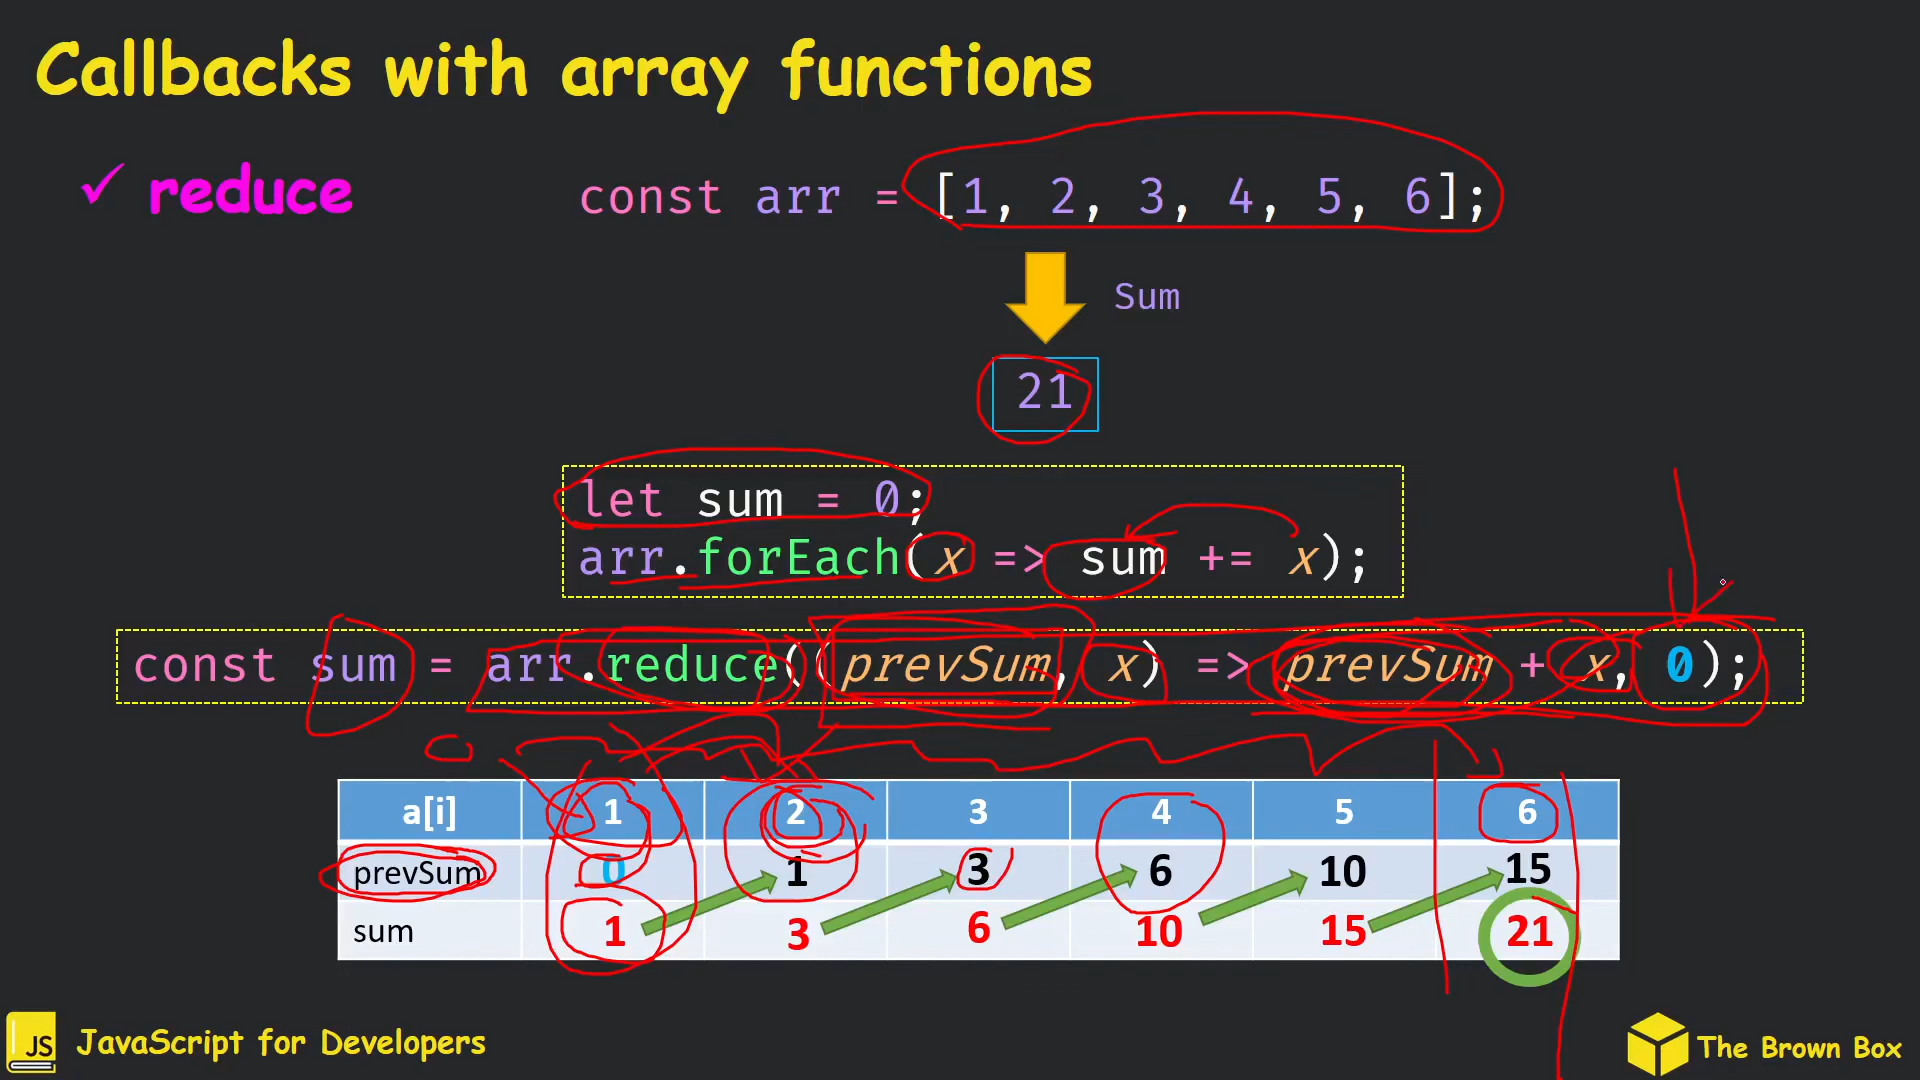 Callbacks with array functions
✓ reduce
const arr = [1, 2, 3, 4, 5, 6];
Sum
21
let sum = 0;
arr.forEach(x => sum += x);
const sum = arr.reduce((prevSum, x) => prevSum + x, 0);
a[i] 1 2 3 4 5 6
prevSum 0 1 3 6 10 15
sum 1 3 6 10 15 21
JS JavaScript for Developers
The Brown Box